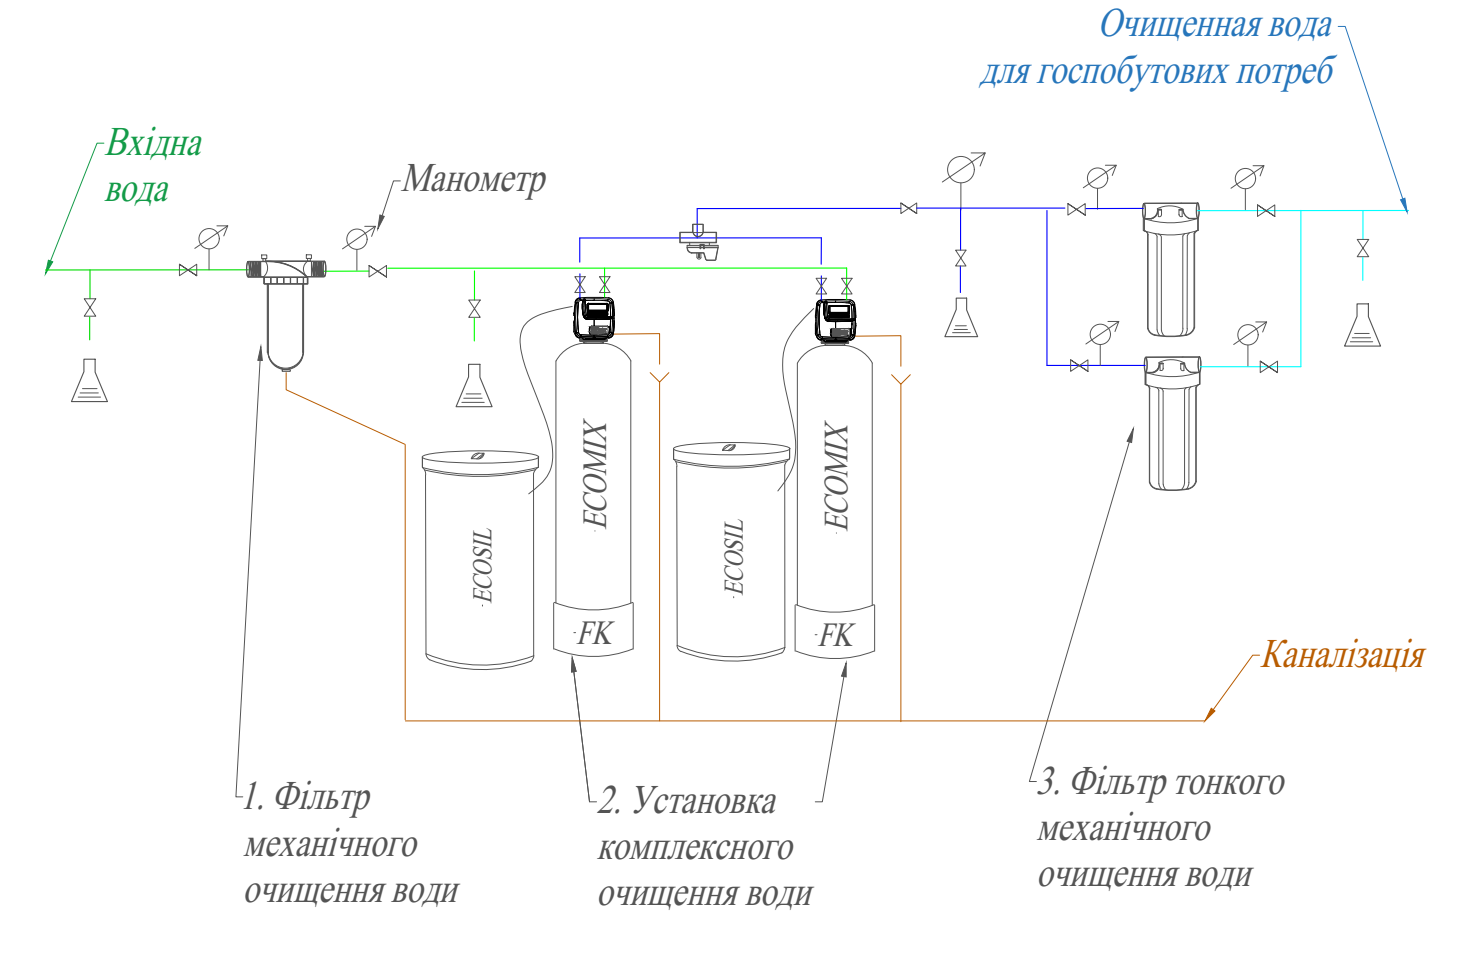 Очищенная вода
для госпобутових потреб
Вхідна
вода
Манометр
ECOSIL
ECOMIX
FK
ECOSIL
ECOMIX
FK
Каналізація
1. Фільтр
механічного
очищення води
2. Установка
комплексного
очищення води
3. Фільтр тонкого
механічного
очищення води